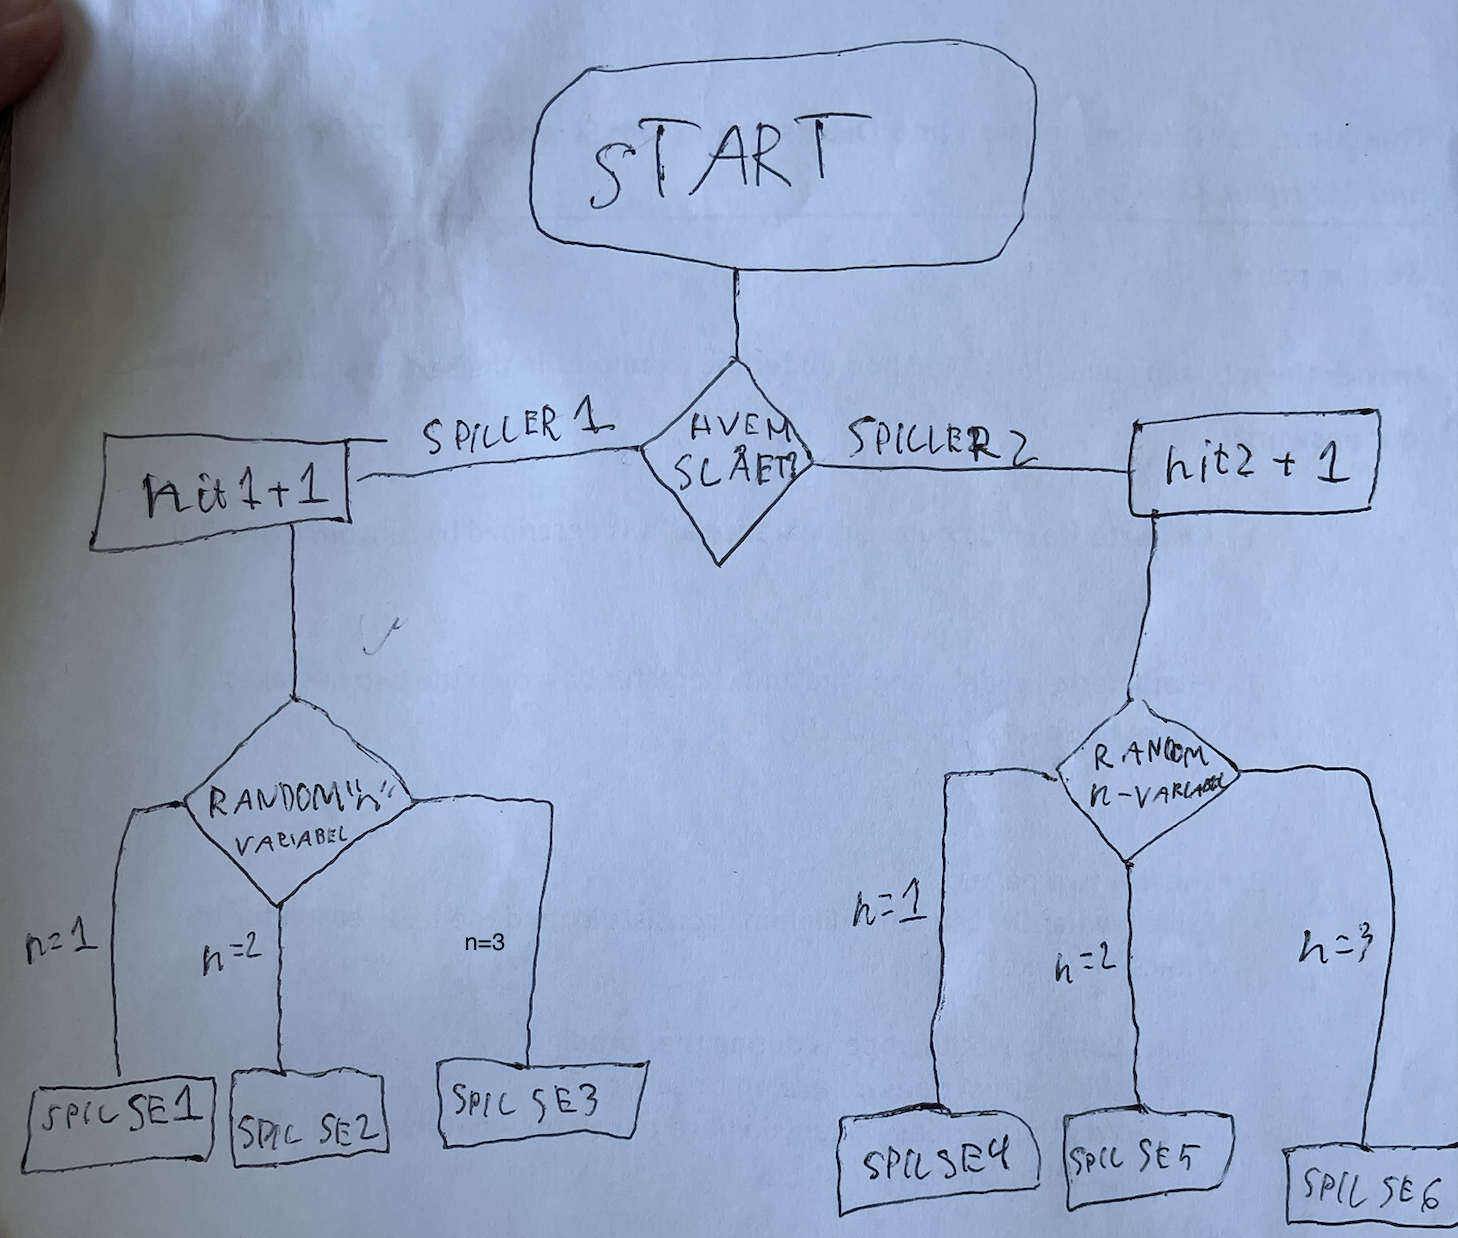 START
HVEM
SLÅET?
SPILLER 1
SPILLER 2
hit1+1
hit2 + 1
RANDOM "n"
VARIABEL
RANDOM
n-VARIABEL
n=1
n=2
n=3
n=1
n=2
n=3
SPIL SE1
SPIL SE2
SPIL SE3
SPIL SE4
SPIL SE5
SPIL SE6